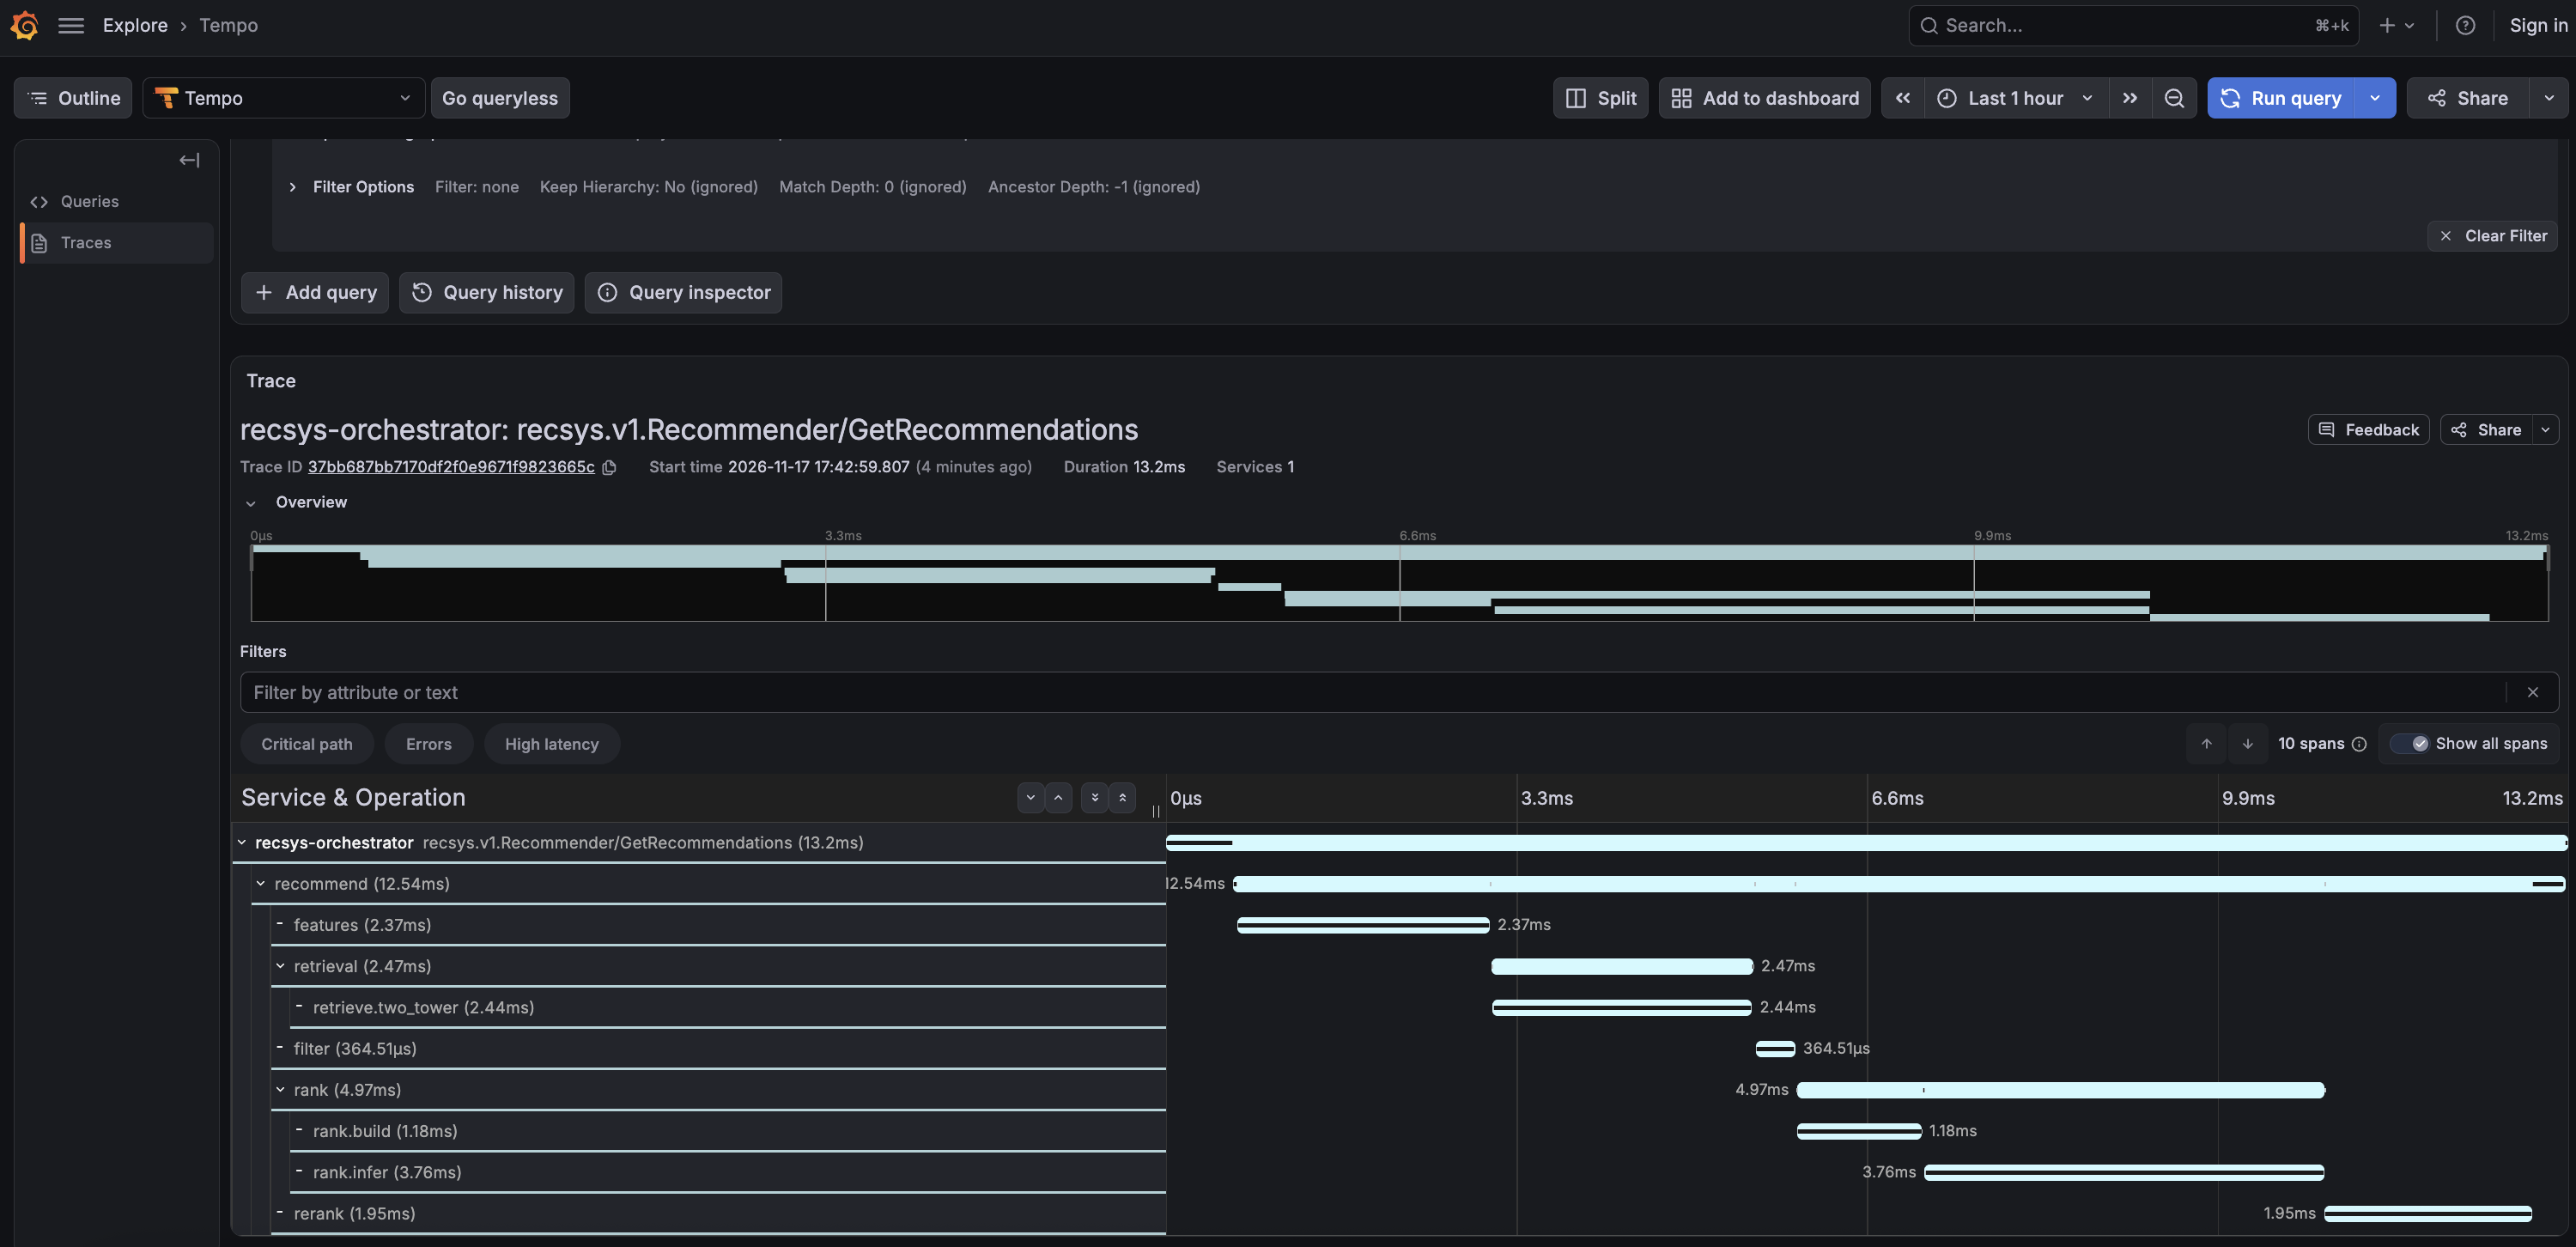 Explore › Tempo Search... ⌘+k Sign in
Outline Tempo Go queryless Split Add to dashboard Last 1 hour Run query Share
Queries
Traces
Filter Options Filter: none Keep Hierarchy: No (ignored) Match Depth: 0 (ignored) Ancestor Depth: -1 (ignored)
Clear Filter
Add query Query history Query inspector
Trace
recsys-orchestrator: recsys.v1.Recommender/GetRecommendations Feedback Share
Trace ID 37bb687bb7170df2f0e9671f9823665c Start time 2026-11-17 17:42:59.807 (4 minutes ago) Duration 13.2ms Services 1
Overview
0µs 3.3ms 6.6ms 9.9ms 13.2ms
Filters
Filter by attribute or text
Critical path Errors High latency 10 spans Show all spans
Service & Operation 0µs 3.3ms 6.6ms 9.9ms 13.2ms
recsys-orchestrator recsys.v1.Recommender/GetRecommendations (13.2ms)
recommend (12.54ms) 12.54ms
features (2.37ms) 2.37ms
retrieval (2.47ms) 2.47ms
retrieve.two_tower (2.44ms) 2.44ms
filter (364.51µs) 364.51µs
rank (4.97ms) 4.97ms
rank.build (1.18ms) 1.18ms
rank.infer (3.76ms) 3.76ms
rerank (1.95ms) 1.95ms